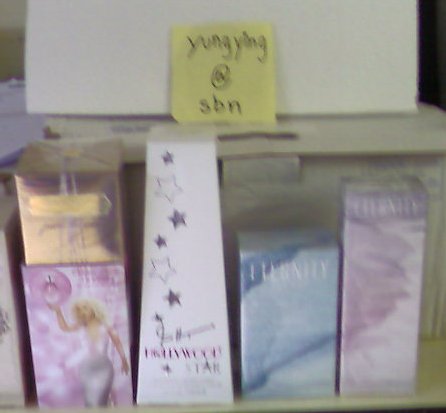 yungying
@
sbn
ETERNITY
ETERNITY
HOLLYWOOD
STAR